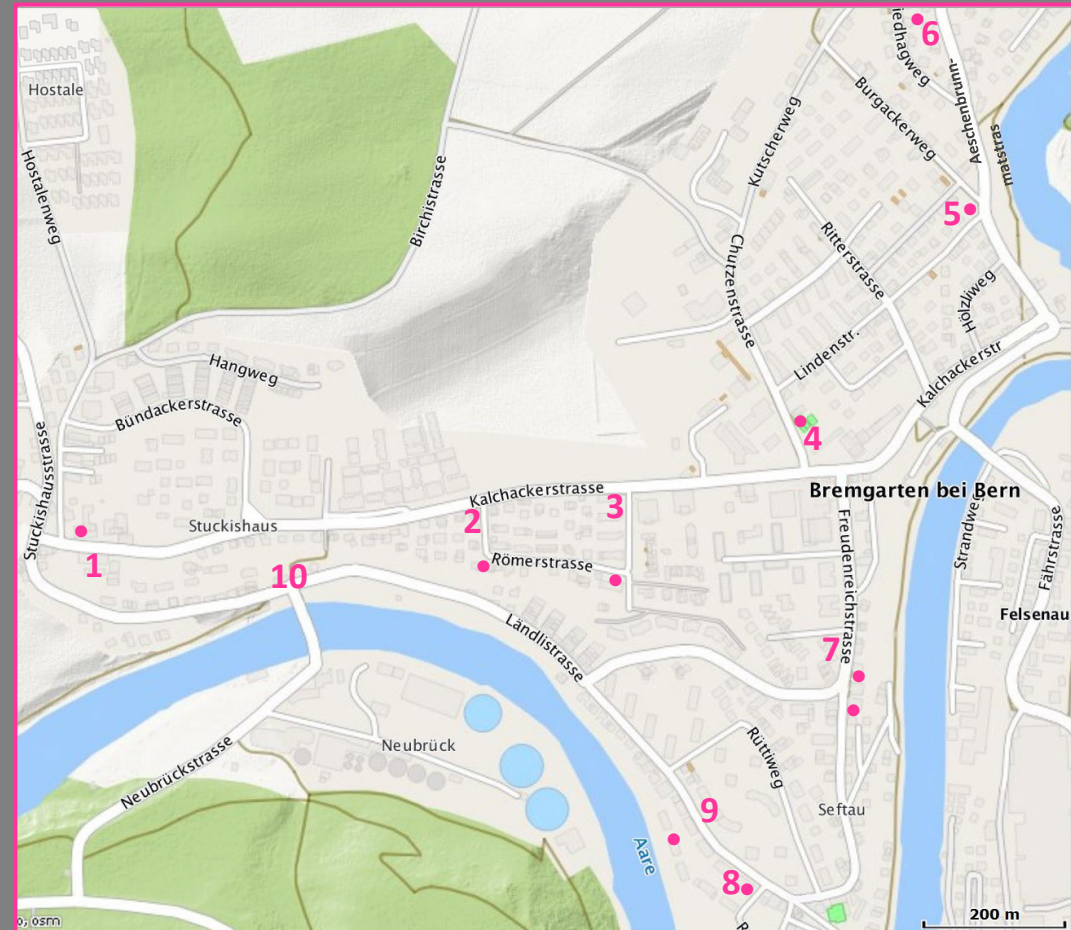 6
iedhagweg
Aeschenbrunn-
matstras
Burgackerweg
Hostale
Kutscherweg
Hostalenweg
Birchistrasse
5
Ritterstrasse
Chutzenstrasse
Hölzliweg
Lindenstr.
Kalchackerstr
Hangweg
Bündackerstrasse
Stuckishausstrasse
4
Kalchackerstrasse
Bremgarten bei Bern
3
2
Stuckishaus
Freudenreichstrasse
Strandweg
Fährstrasse
1
10
Römerstrasse
Felsenau
Ländlistrasse
7
Neubrück
Neubrückstrasse
Rüttiweg
9
Seftau
Aare
8
R
200 m
o, osm